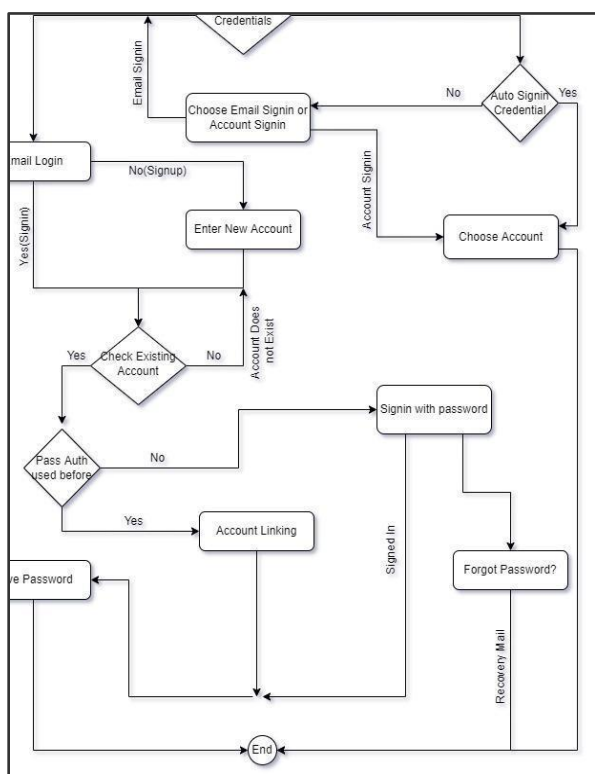 Credentials
Email Signin
Choose Email Signin or
Account Signin
No
Auto Signin
Credential
Yes
mail Login
No(Signup)
Account Signin
Yes(Signin)
Enter New Account
Choose Account
Account Does
not Exist
Yes
Check Existing
Account
No
Signin with password
Pass Auth
used before
No
Yes
Account Linking
Signed In
Forgot Password?
ve Password
Recovery Mail
End